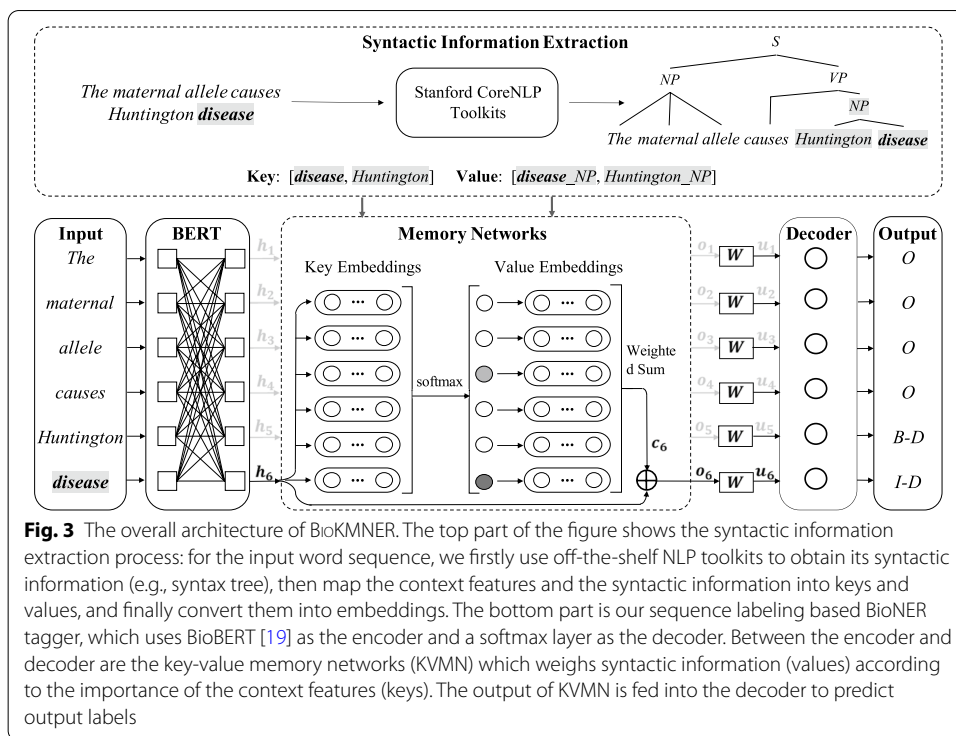 Syntactic Information Extraction
The maternal allele causes
Huntington disease
Stanford CoreNLP
Toolkits
S
NP
VP
NP
The maternal allele causes Huntington disease
Key: [disease, Huntington] Value: [disease_NP, Huntington_NP]
Input
BERT
Memory Networks
Decoder
Output
Key Embeddings
Value Embeddings
softmax
Weighte
d Sum
The h1 o1 W u1 O
maternal h2 o2 W u2 O
allele h3 o3 W u3 O
causes h4 o4 W u4 O
Huntington h5 c6 o5 W u5 B-D
disease h6 o6 W u6 I-D
Fig. 3 The overall architecture of BIOKMNER. The top part of the figure shows the syntactic information
extraction process: for the input word sequence, we firstly use off-the-shelf NLP toolkits to obtain its syntactic
information (e.g., syntax tree), then map the context features and the syntactic information into keys and
values, and finally convert them into embeddings. The bottom part is our sequence labeling based BioNER
tagger, which uses BioBERT [19] as the encoder and a softmax layer as the decoder. Between the encoder and
decoder are the key-value memory networks (KVMN) which weighs syntactic information (values) according
to the importance of the context features (keys). The output of KVMN is fed into the decoder to predict
output labels